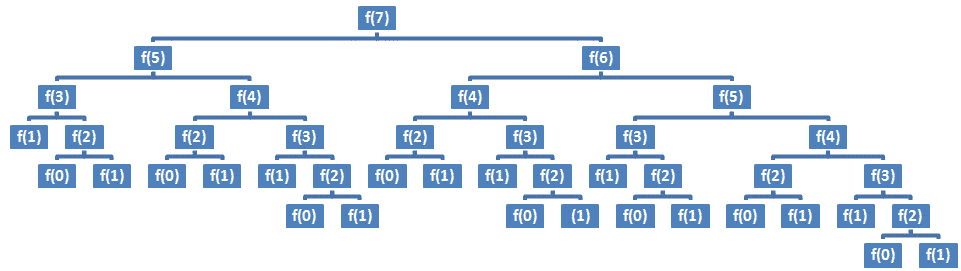 f(7)
f(5) f(6)
f(3) f(4) f(4) f(5)
f(1) f(2) f(2) f(3) f(2) f(3) f(3) f(4)
f(0) f(1) f(0) f(1) f(1) f(2) f(0) f(1) f(1) f(2) f(1) f(2) f(2) f(3)
f(0) f(1) f(0) (1) f(0) f(1) f(0) f(1) f(1) f(2)
f(0) f(1)